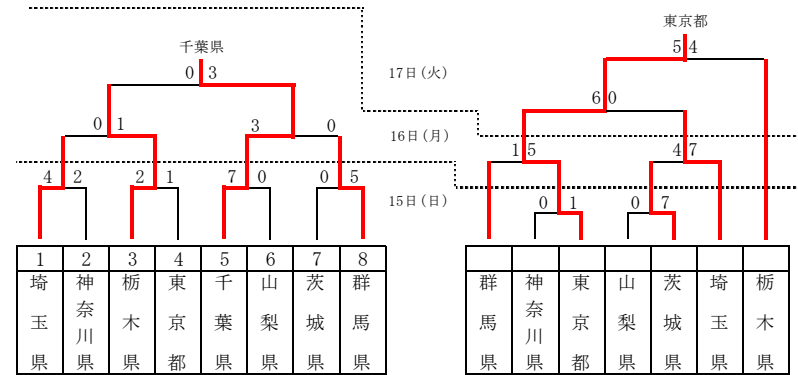 東京都
千葉県
5 4
0 3
17日(火)
6 0
0 1
3 0
16日(月)
1 5
4 7
4 2
2 1
7 0
0 5
15日(日)
0 1
0 7
1 2 3 4 5 6 7 8
埼玉県
神奈川県
栃木県
東京都
千葉県
山梨県
茨城県
群馬県
群馬県
神奈川県
東京都
山梨県
茨城県
埼玉県
栃木県